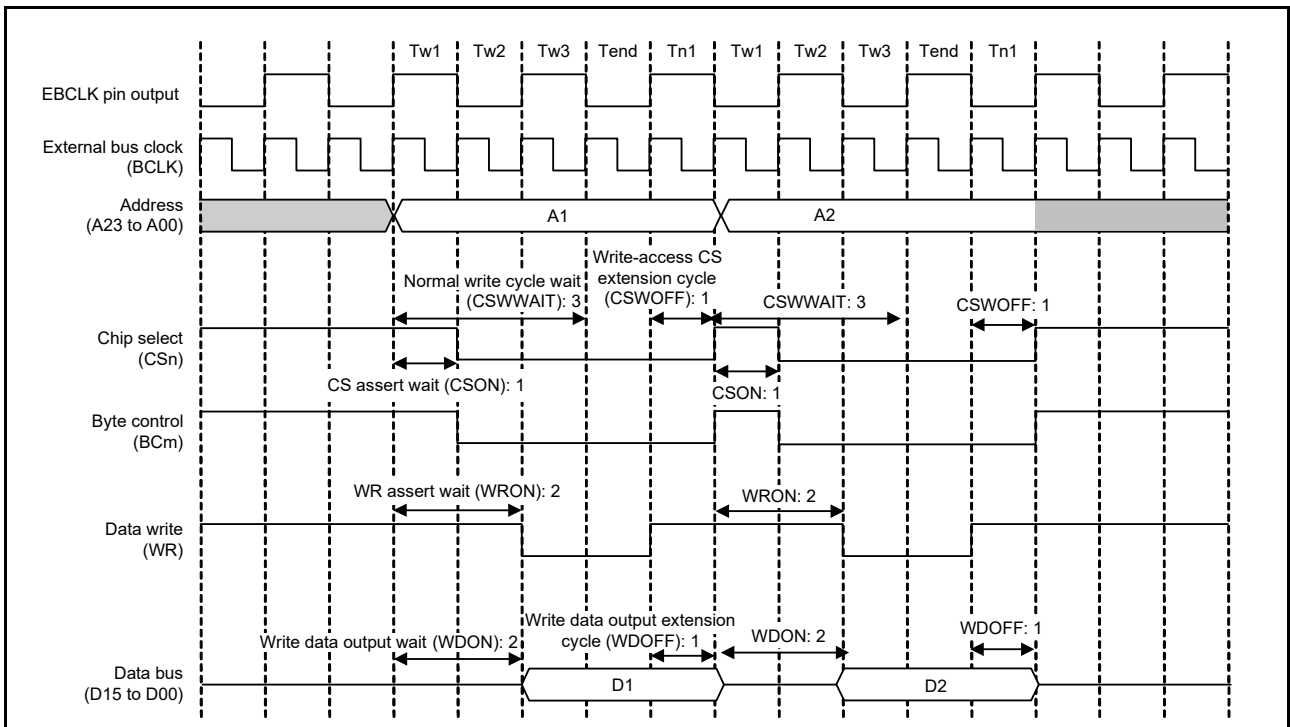 Tw1 Tw2 Tw3 Tend Tn1 Tw1 Tw2 Tw3 Tend Tn1
EBCLK pin output
External bus clock
(BCLK)
Address
(A23 to A00)
A1 A2
Normal write cycle wait
(CSWWAIT): 3
Write-access CS
extension cycle
(CSWOFF): 1
CSWWAIT: 3
CSWOFF: 1
Chip select
(CSn)
CS assert wait (CSON): 1
CSON: 1
Byte control
(BCm)
WR assert wait (WRON): 2
WRON: 2
Data write
(WR)
Write data output wait (WDON): 2
Write data output extension
cycle (WDOFF): 1
WDON: 2
WDOFF: 1
Data bus
(D15 to D00)
D1 D2